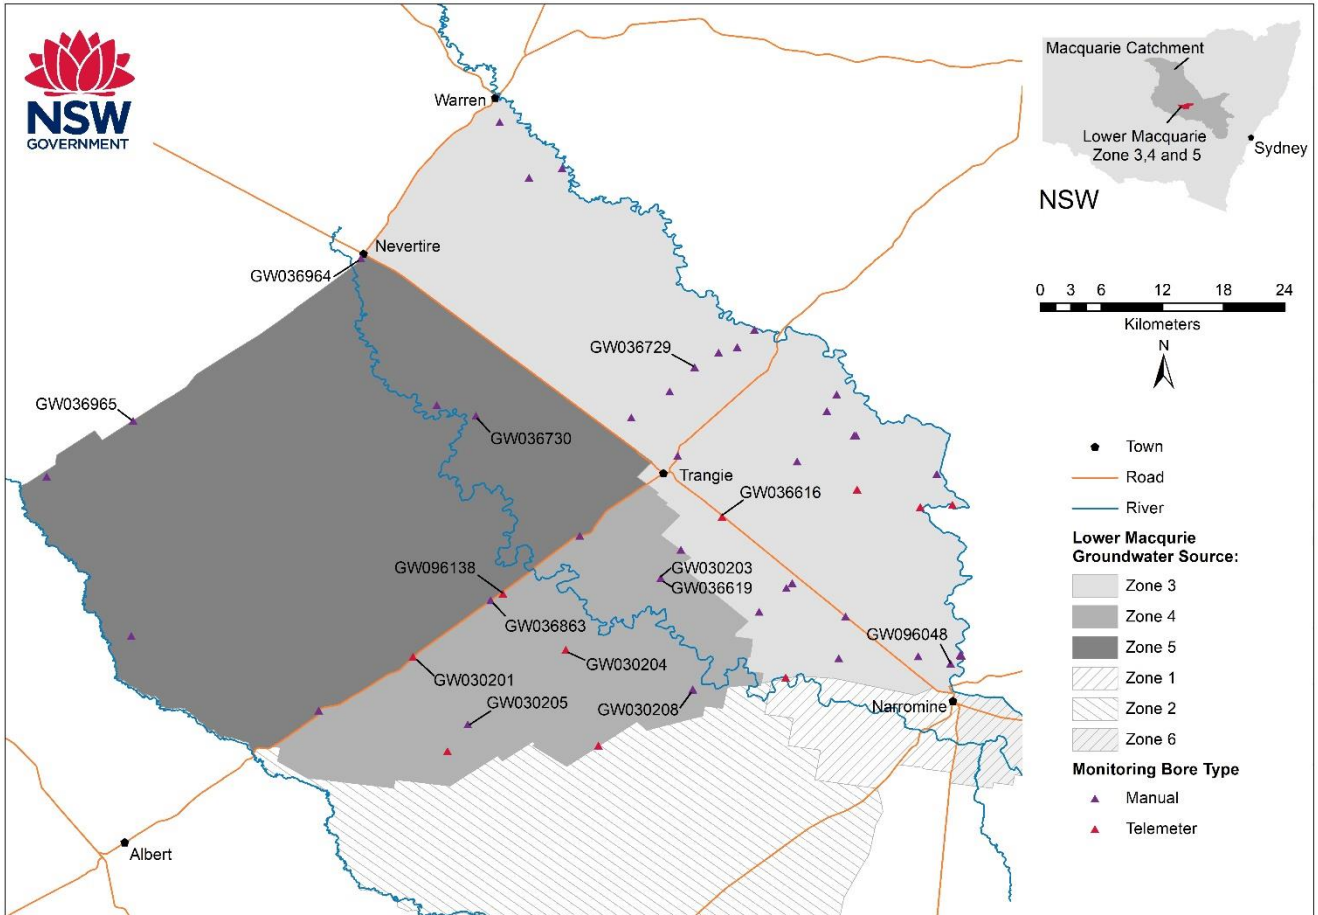 NSW
GOVERNMENT
Warren
Nevertire
GW036964
GW036729
GW036965
GW036730
Trangie
GW036616
GW030203
GW036619
GW096138
GW036863
GW096048
GW030204
GW030201
GW030205
GW030208
Narromine
Albert
Macquarie Catchment
Lower Macquarie
Zone 3,4 and 5
Sydney
NSW
0 3 6 12 18 24
Kilometers
N
Town
Road
River
Lower Macqurie
Groundwater Source:
Zone 3
Zone 4
Zone 5
Zone 1
Zone 2
Zone 6
Monitoring Bore Type
Manual
Telemeter